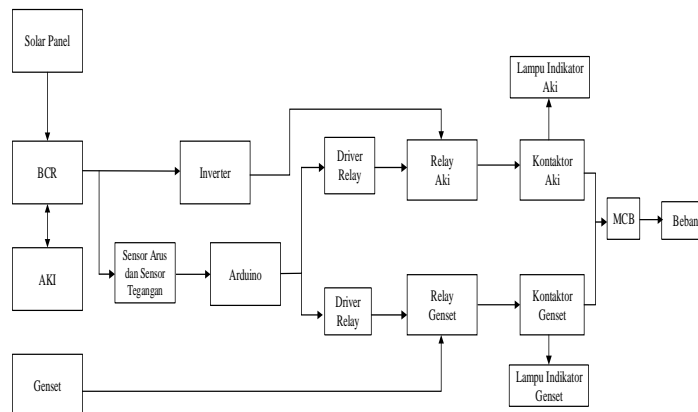 Solar Panel
Lampu Indikator
Aki
BCR
Inverter
Driver
Relay
Relay
Aki
Kontaktor
Aki
MCB
Beban
AKI
Sensor Arus
dan Sensor
Tegangan
Arduino
Driver
Relay
Relay
Genset
Kontaktor
Genset
Genset
Lampu Indikator
Genset